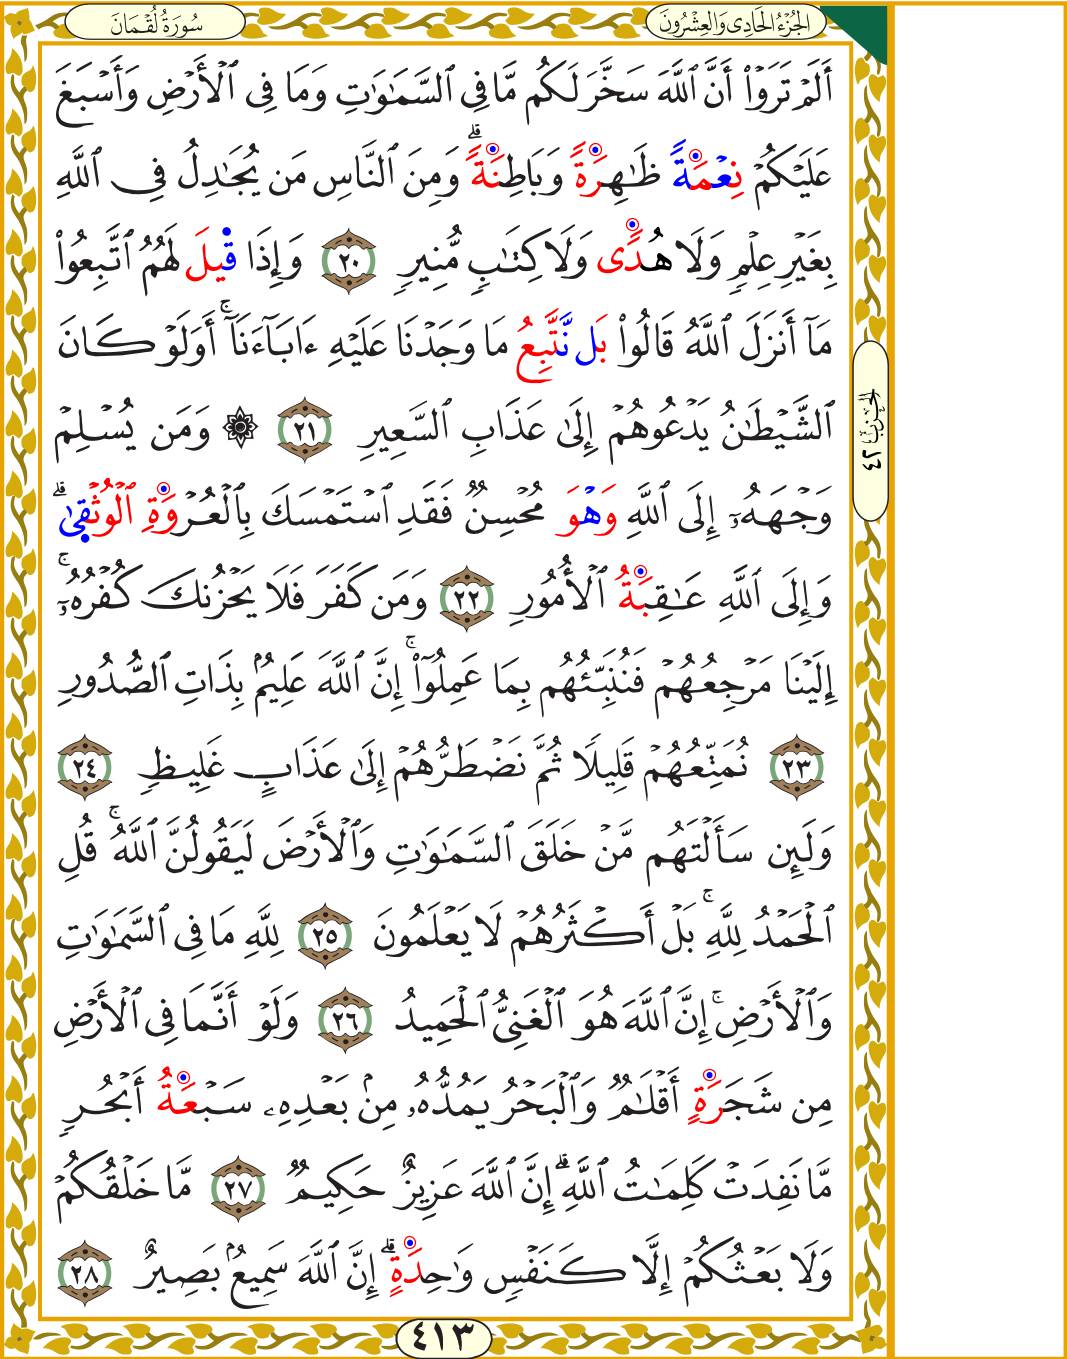 الجُزْءُ الحَادِى وَالعِشْرُونَ
سُورَةُ لُقْمَانَ
أَلَمْ تَرَوْا۟ أَنَّ ٱللَّهَ سَخَّرَ لَكُم مَّا فِى ٱلسَّمَـٰوَٰتِ وَمَا فِى ٱلْأَرْضِ وَأَسْبَغَ
عَلَيْكُمْ نِعْمَةً ظَـٰهِرَةً وَبَاطِنَةً ۗ وَمِنَ ٱلنَّاسِ مَن يُجَـٰدِلُ فِى ٱللَّهِ
بِغَيْرِ عِلْمٍ وَلَا هُدًى وَلَا كِتَـٰبٍ مُّنِيرٍ ٢٠ وَإِذَا قِيلَ لَهُمُ ٱتَّبِعُوا۟
مَآ أَنزَلَ ٱللَّهُ قَالُوا۟ بَل نَّتَّبِعُ مَا وَجَدْنَا عَلَيْهِ ءَابَآءَنَآ ۚ أَوَلَوْ كَانَ
ٱلشَّيْطَـٰنُ يَدْعُوهُمْ إِلَىٰ عَذَابِ ٱلسَّعِيرِ ٢١ ۞ وَمَن يُسْلِمْ
وَجْهَهُۥٓ إِلَى ٱللَّهِ وَهْوَ مُحْسِنٌ فَقَدِ ٱسْتَمْسَكَ بِٱلْعُرْوَةِ ٱلْوُثْقَىٰ ۗ
وَإِلَى ٱللَّهِ عَـٰقِبَةُ ٱلْأُمُورِ ٢٢ وَمَن كَفَرَ فَلَا يَحْزُنكَ كُفْرُهُۥٓ ۚ
إِلَيْنَا مَرْجِعُهُمْ فَنُنَبِّئُهُم بِمَا عَمِلُوٓا۟ ۚ إِنَّ ٱللَّهَ عَلِيمٌۢ بِذَاتِ ٱلصُّدُورِ
٢٣ نُمَتِّعُهُمْ قَلِيلًا ثُمَّ نَضْطَرُّهُمْ إِلَىٰ عَذَابٍ غَلِيظٍ ٢٤
وَلَئِن سَأَلْتَهُم مَّنْ خَلَقَ ٱلسَّمَـٰوَٰتِ وَٱلْأَرْضَ لَيَقُولُنَّ ٱللَّهُ ۚ قُلِ
ٱلْحَمْدُ لِلَّهِ ۚ بَلْ أَكْثَرُهُمْ لَا يَعْلَمُونَ ٢٥ لِلَّهِ مَا فِى ٱلسَّمَـٰوَٰتِ
وَٱلْأَرْضِ ۚ إِنَّ ٱللَّهَ هُوَ ٱلْغَنِىُّ ٱلْحَمِيدُ ٢٦ وَلَوْ أَنَّمَا فِى ٱلْأَرْضِ
مِن شَجَرَةٍ أَقْلَـٰمٌ وَٱلْبَحْرُ يَمُدُّهُۥ مِنۢ بَعْدِهِۦ سَبْعَةُ أَبْحُرٍ
مَّا نَفِدَتْ كَلِمَـٰتُ ٱللَّهِ ۗ إِنَّ ٱللَّهَ عَزِيزٌ حَكِيمٌ ٢٧ مَّا خَلْقُكُمْ
وَلَا بَعْثُكُمْ إِلَّا كَنَفْسٍ وَٰحِدَةٍ ۗ إِنَّ ٱللَّهَ سَمِيعٌۢ بَصِيرٌ ٢٨
الحِزب ٤٢
٤١٣